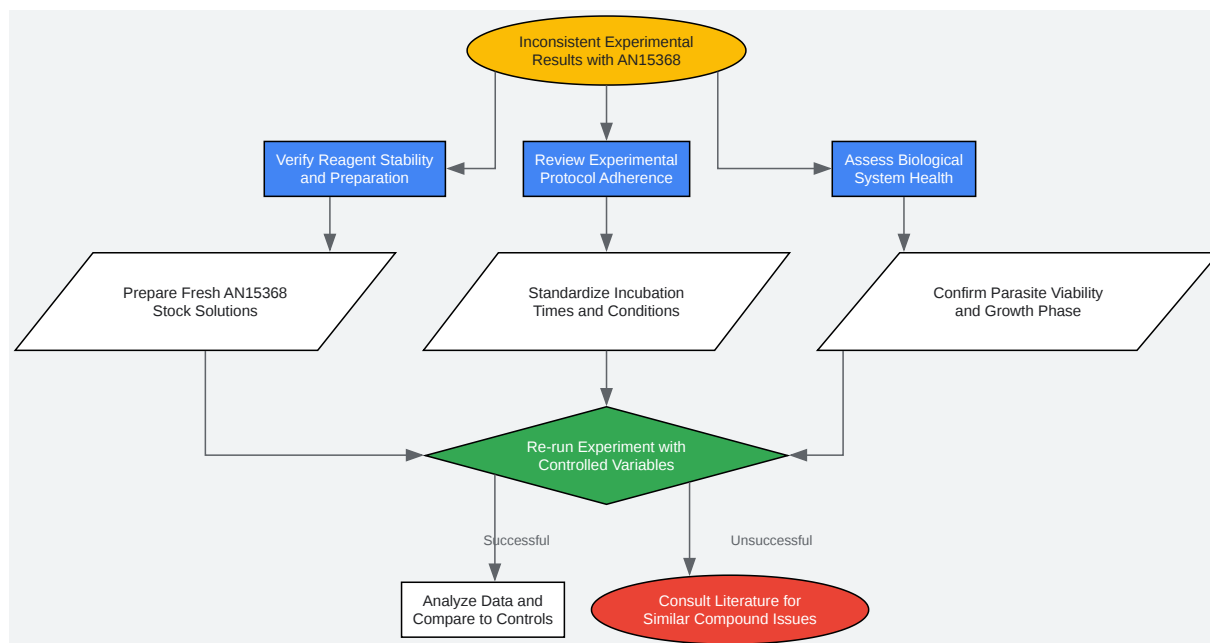 Inconsistent Experimental
Results with AN15368
Verify Reagent Stability
and Preparation
Review Experimental
Protocol Adherence
Assess Biological
System Health
Prepare Fresh AN15368
Stock Solutions
Standardize Incubation
Times and Conditions
Confirm Parasite Viability
and Growth Phase
Re-run Experiment with
Controlled Variables
Successful
Unsuccessful
Analyze Data and
Compare to Controls
Consult Literature for
Similar Compound Issues